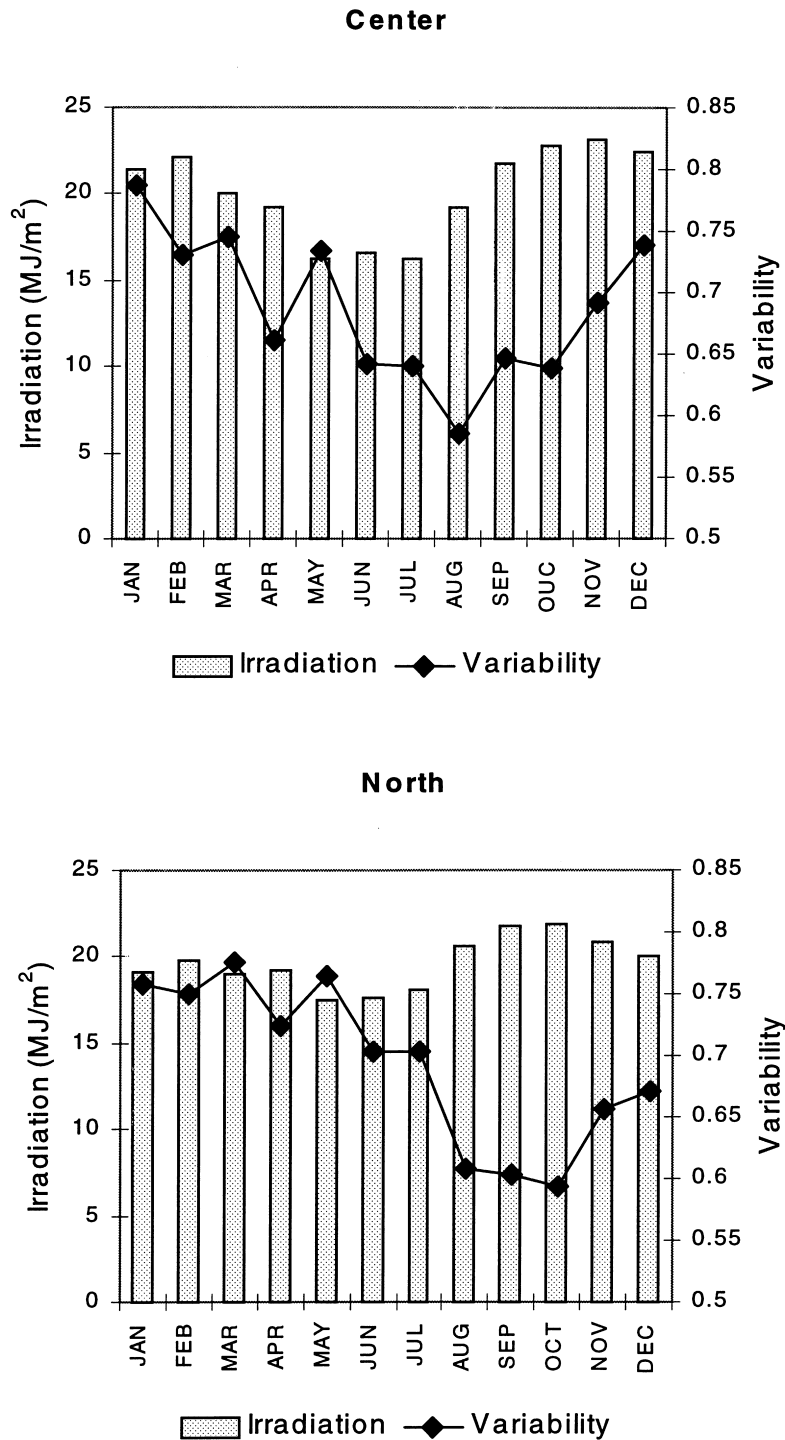 Center
25
20
15
10
5
0
Irradiation (MJ/m²)
0.85
0.8
0.75
0.7
0.65
0.6
0.55
0.5
Variability
JAN
FEB
MAR
APR
MAY
JUN
JUL
AUG
SEP
OUC
NOV
DEC
Irradiation
Variability
North
25
20
15
10
5
0
Irradiation (MJ/m²)
0.85
0.8
0.75
0.7
0.65
0.6
0.55
0.5
Variability
JAN
FEB
MAR
APR
MAY
JUN
JUL
AUG
SEP
OCT
NOV
DEC
Irradiation
Variability